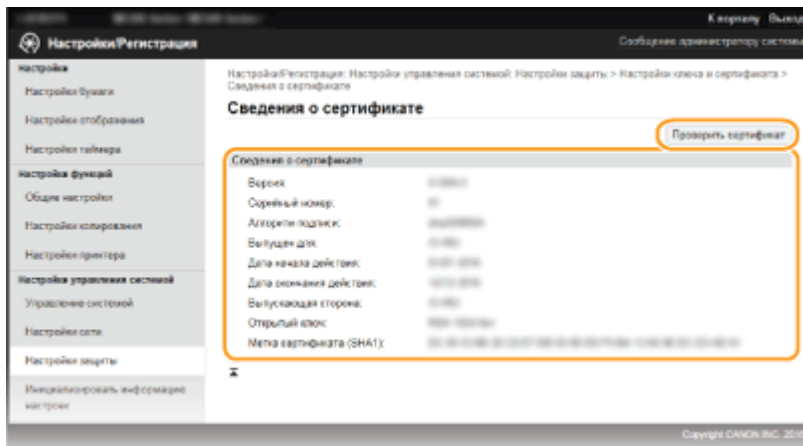 К порталу Выход
Настройки/Регистрация
Сообщение администратору системы
Настройки
Настройки бумаги
Настройки отображения
Настройки таймера
Настройки функций
Общие настройки
Настройки копирования
Настройки принтера
Настройки управления системой
Управление системой
Настройки сети
Настройки защиты
Инициализировать информацию
настроек
Настройки/Регистрация: Настройки управления системой: Настройки защиты > Настройки ключа и сертификата >
Сведения о сертификате
Сведения о сертификате
Проверить сертификат
Сведения о сертификате
Версия:
Серийный номер:
Алгоритм подписи:
Выпущен для:
Дата начала действия:
Дата окончания действия:
Выпускающая сторона:
Открытый ключ:
Метка сертификата (SHA1):
Copyright CANON INC.